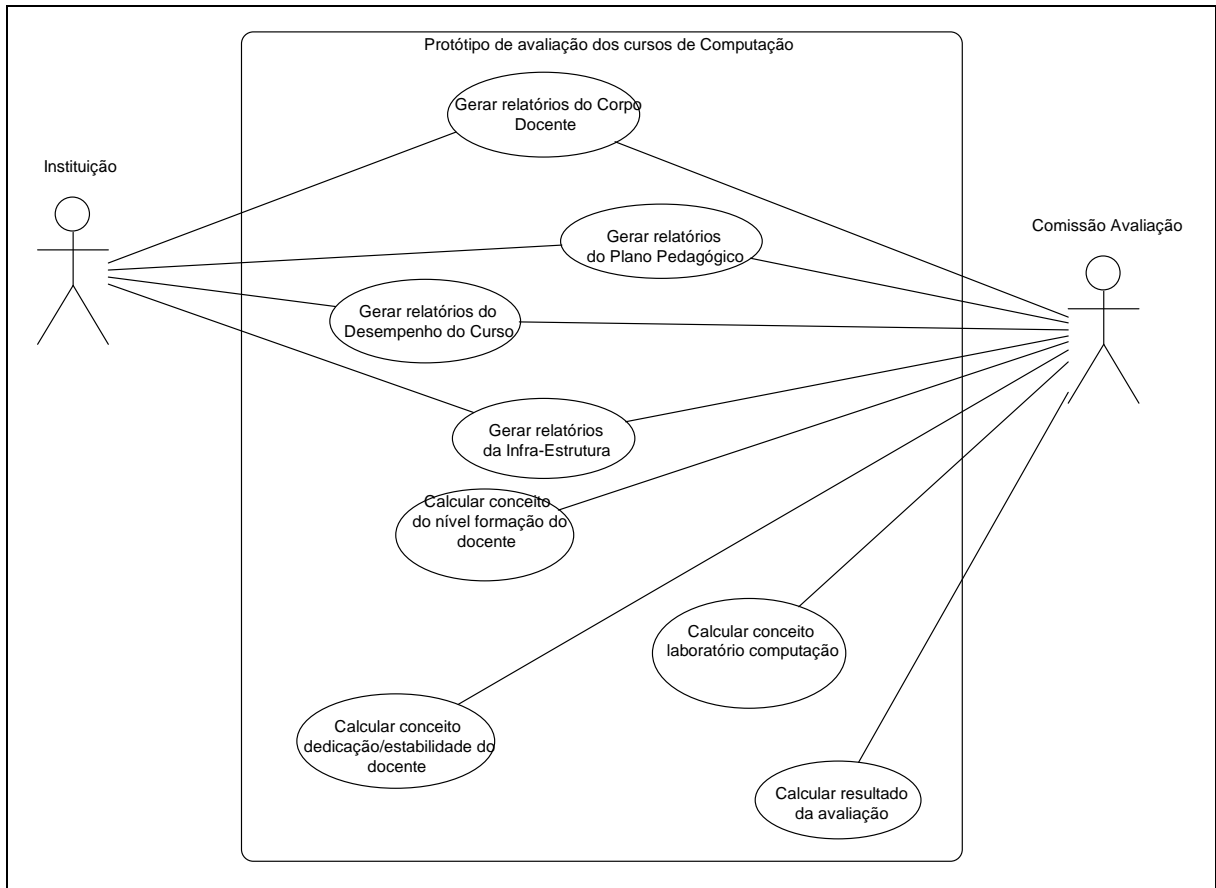 Protótipo de avaliação dos cursos de Computação
Gerar relatórios do Corpo
Docente
Instituição
Comissão Avaliação
Gerar relatórios
do Plano Pedagógico
Gerar relatórios do
Desempenho do Curso
Gerar relatórios
da Infra-Estrutura
Calcular conceito
do nível formação do
docente
Calcular conceito
laboratório computação
Calcular conceito
dedicação/estabilidade do
docente
Calcular resultado
da avaliação